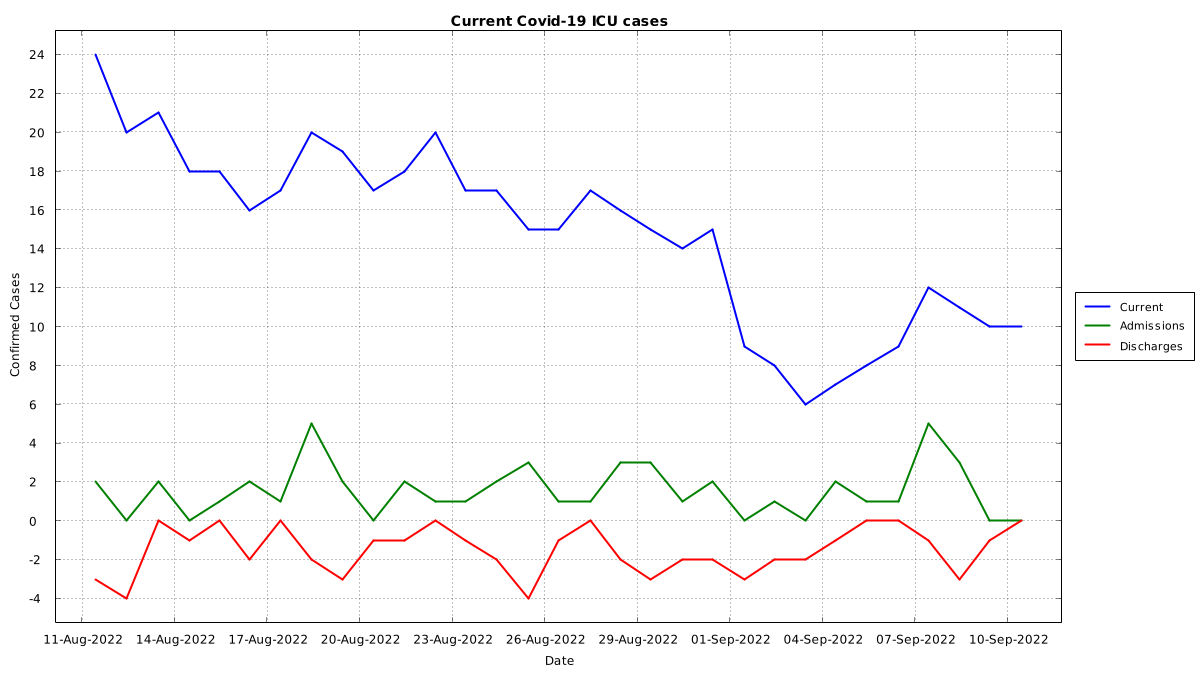 Current Covid-19 ICU cases
Confirmed Cases
24
22
20
18
16
14
12
10
8
6
4
2
0
-2
-4
11-Aug-2022 14-Aug-2022 17-Aug-2022 20-Aug-2022 23-Aug-2022 26-Aug-2022 29-Aug-2022 01-Sep-2022 04-Sep-2022 07-Sep-2022 10-Sep-2022
Date
Current
Admissions
Discharges